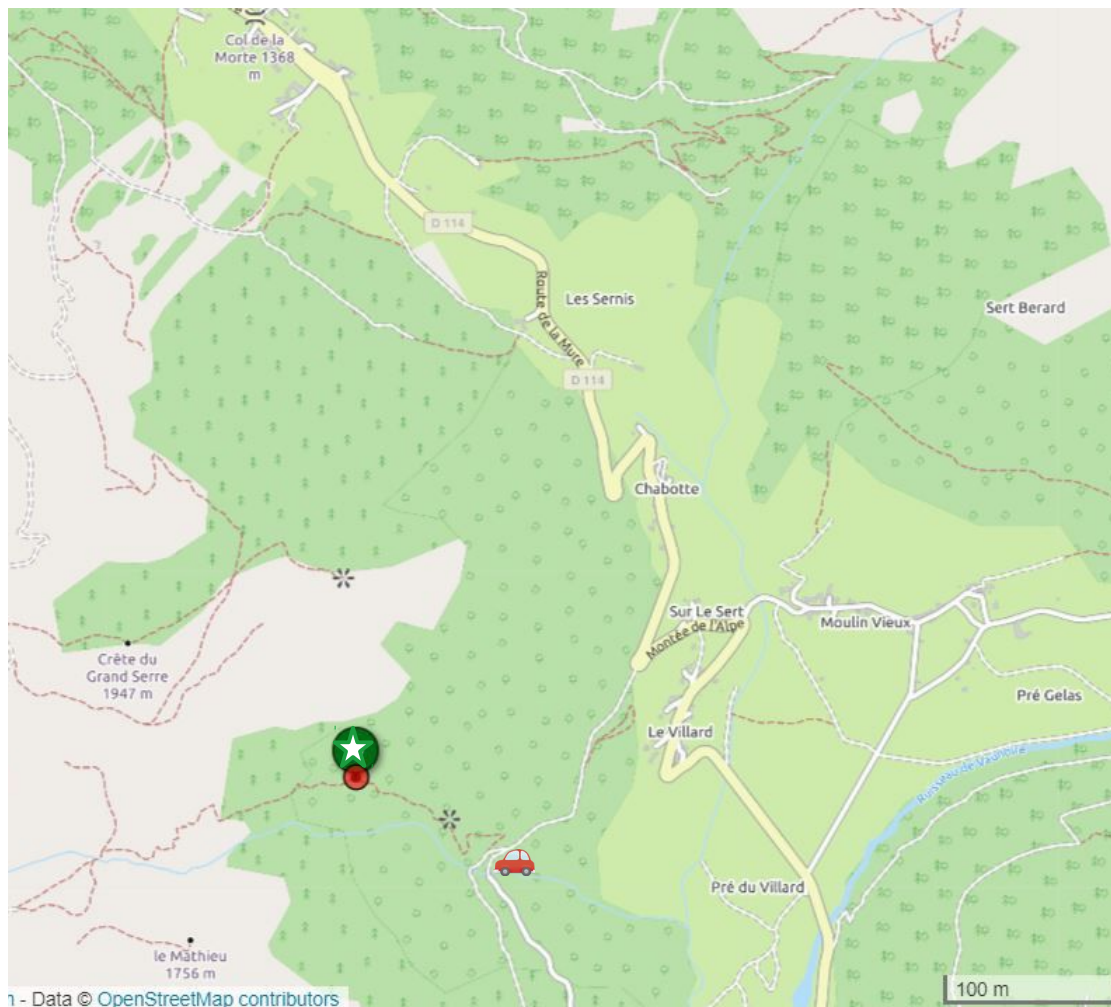 Col de la
Morte 1368
m
D 114
Route de la Mure
Les Sernis
Sert Berard
D 114
Chabotte
Sur Le Sert
Montée de l'Alpe
Moulin Vieux
Crête du
Grand Serre
1947 m
Pré Gelas
Le Villard
Ruisseau de Vaunoire
Pré du Villard
le Mathieu
1756 m
100 m
- Data © OpenStreetMap contributors